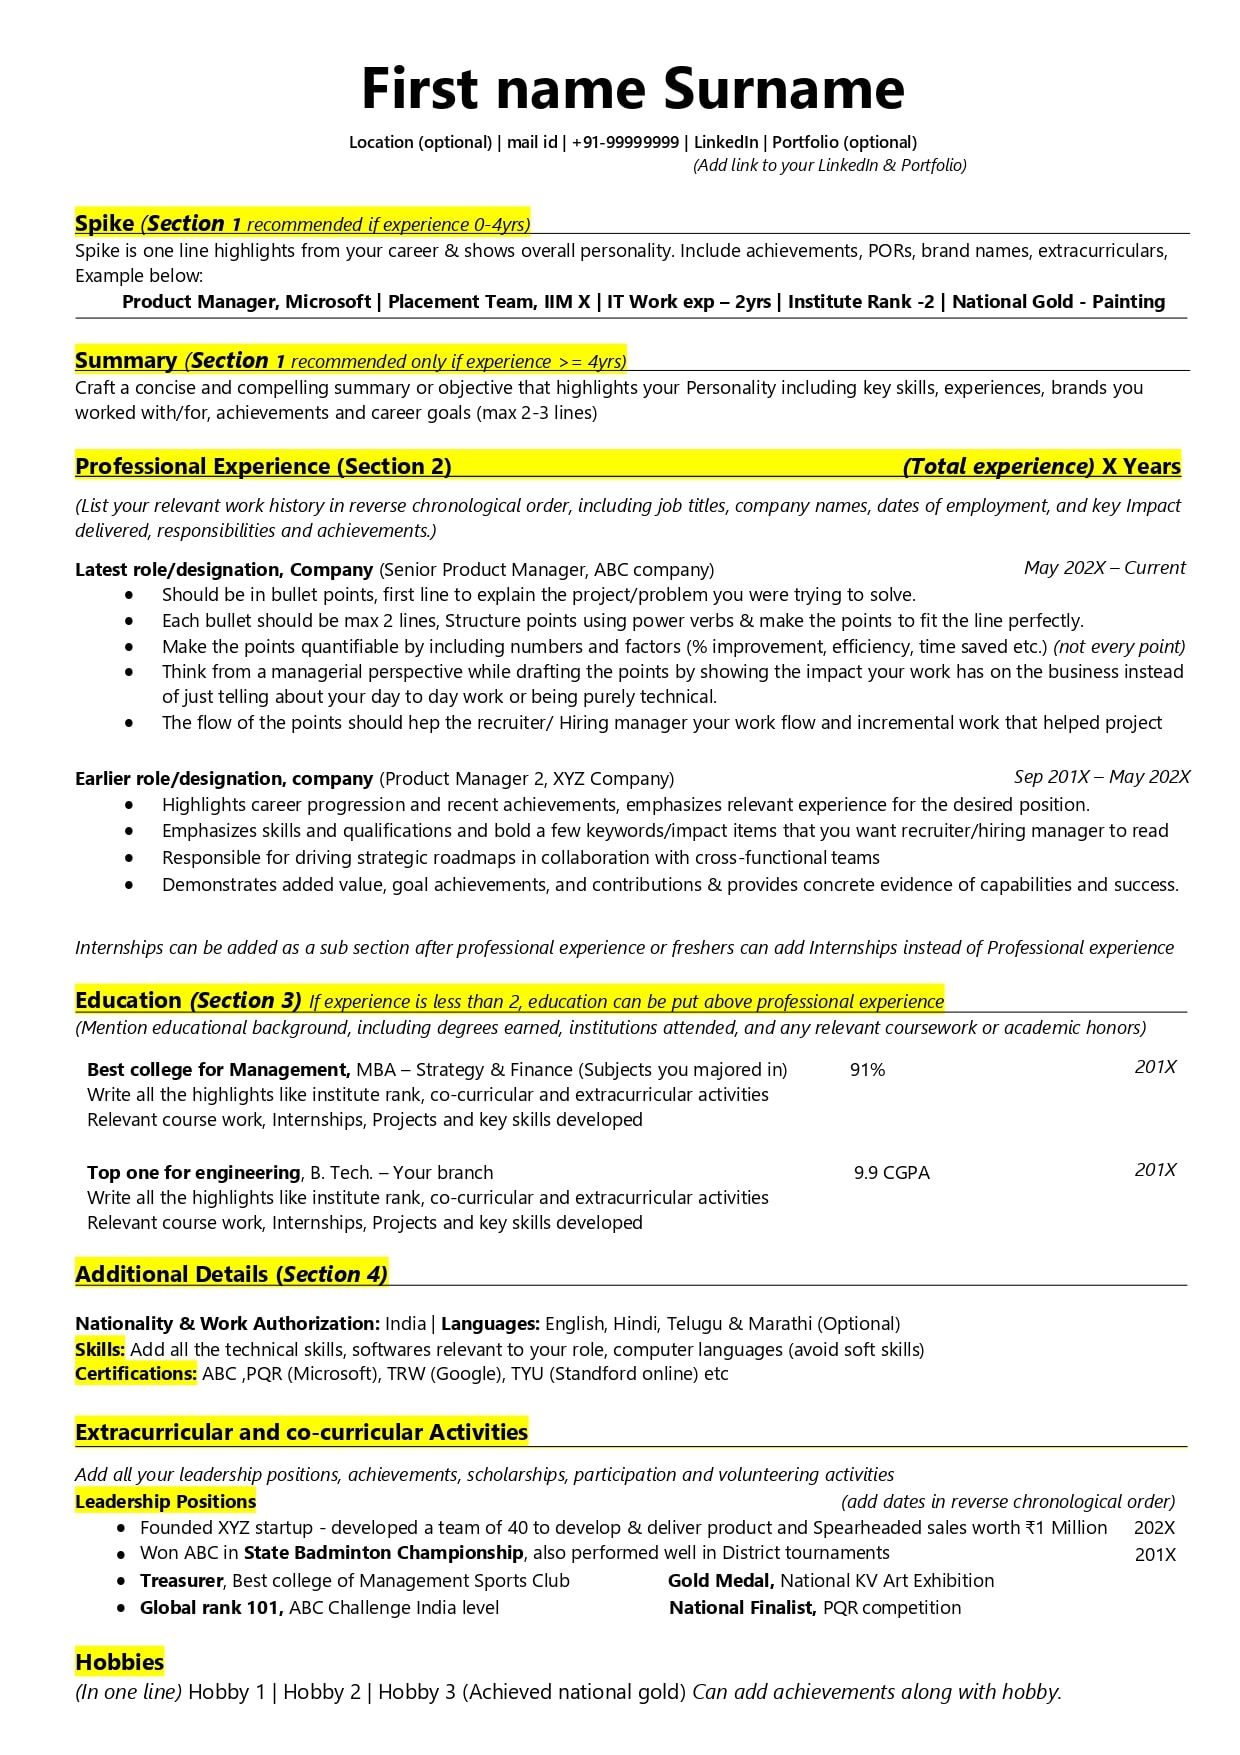 First name Surname
Location (optional) | mail id | +91-99999999 | LinkedIn | Portfolio (optional)
(Add link to your LinkedIn & Portfolio)
Spike (Section 1 recommended if experience 0-4yrs)
Spike is one line highlights from your career & shows overall personality. Include achievements, PORs, brand names, extracurriculars,
Example below:
Product Manager, Microsoft | Placement Team, IIM X | IT Work exp – 2yrs | Institute Rank -2 | National Gold - Painting
Summary (Section 1 recommended only if experience >= 4yrs)
Craft a concise and compelling summary or objective that highlights your Personality including key skills, experiences, brands you
worked with/for, achievements and career goals (max 2-3 lines)
Professional Experience (Section 2) (Total experience) X Years
(List your relevant work history in reverse chronological order, including job titles, company names, dates of employment, and key Impact
delivered, responsibilities and achievements.)
Latest role/designation, Company (Senior Product Manager, ABC company) May 202X – Current
• Should be in bullet points, first line to explain the project/problem you were trying to solve.
• Each bullet should be max 2 lines, Structure points using power verbs & make the points to fit the line perfectly.
• Make the points quantifiable by including numbers and factors (% improvement, efficiency, time saved etc.) (not every point)
• Think from a managerial perspective while drafting the points by showing the impact your work has on the business instead
of just telling about your day to day work or being purely technical.
• The flow of the points should hep the recruiter/ Hiring manager your work flow and incremental work that helped project
Earlier role/designation, company (Product Manager 2, XYZ Company) Sep 201X – May 202X
• Highlights career progression and recent achievements, emphasizes relevant experience for the desired position.
• Emphasizes skills and qualifications and bold a few keywords/impact items that you want recruiter/hiring manager to read
• Responsible for driving strategic roadmaps in collaboration with cross-functional teams
• Demonstrates added value, goal achievements, and contributions & provides concrete evidence of capabilities and success.
Internships can be added as a sub section after professional experience or freshers can add Internships instead of Professional experience
Education (Section 3) If experience is less than 2, education can be put above professional experience
(Mention educational background, including degrees earned, institutions attended, and any relevant coursework or academic honors)
Best college for Management, MBA – Strategy & Finance (Subjects you majored in) 91% 201X
Write all the highlights like institute rank, co-curricular and extracurricular activities
Relevant course work, Internships, Projects and key skills developed
Top one for engineering, B. Tech. – Your branch 9.9 CGPA 201X
Write all the highlights like institute rank, co-curricular and extracurricular activities
Relevant course work, Internships, Projects and key skills developed
Additional Details (Section 4)
Nationality & Work Authorization: India | Languages: English, Hindi, Telugu & Marathi (Optional)
Skills: Add all the technical skills, softwares relevant to your role, computer languages (avoid soft skills)
Certifications: ABC ,PQR (Microsoft), TRW (Google), TYU (Standford online) etc
Extracurricular and co-curricular Activities
Add all your leadership positions, achievements, scholarships, participation and volunteering activities
Leadership Positions (add dates in reverse chronological order)
• Founded XYZ startup - developed a team of 40 to develop & deliver product and Spearheaded sales worth ₹1 Million 202X
• Won ABC in State Badminton Championship, also performed well in District tournaments 201X
• Treasurer, Best college of Management Sports Club Gold Medal, National KV Art Exhibition
• Global rank 101, ABC Challenge India level National Finalist, PQR competition
Hobbies
(In one line) Hobby 1 | Hobby 2 | Hobby 3 (Achieved national gold) Can add achievements along with hobby.